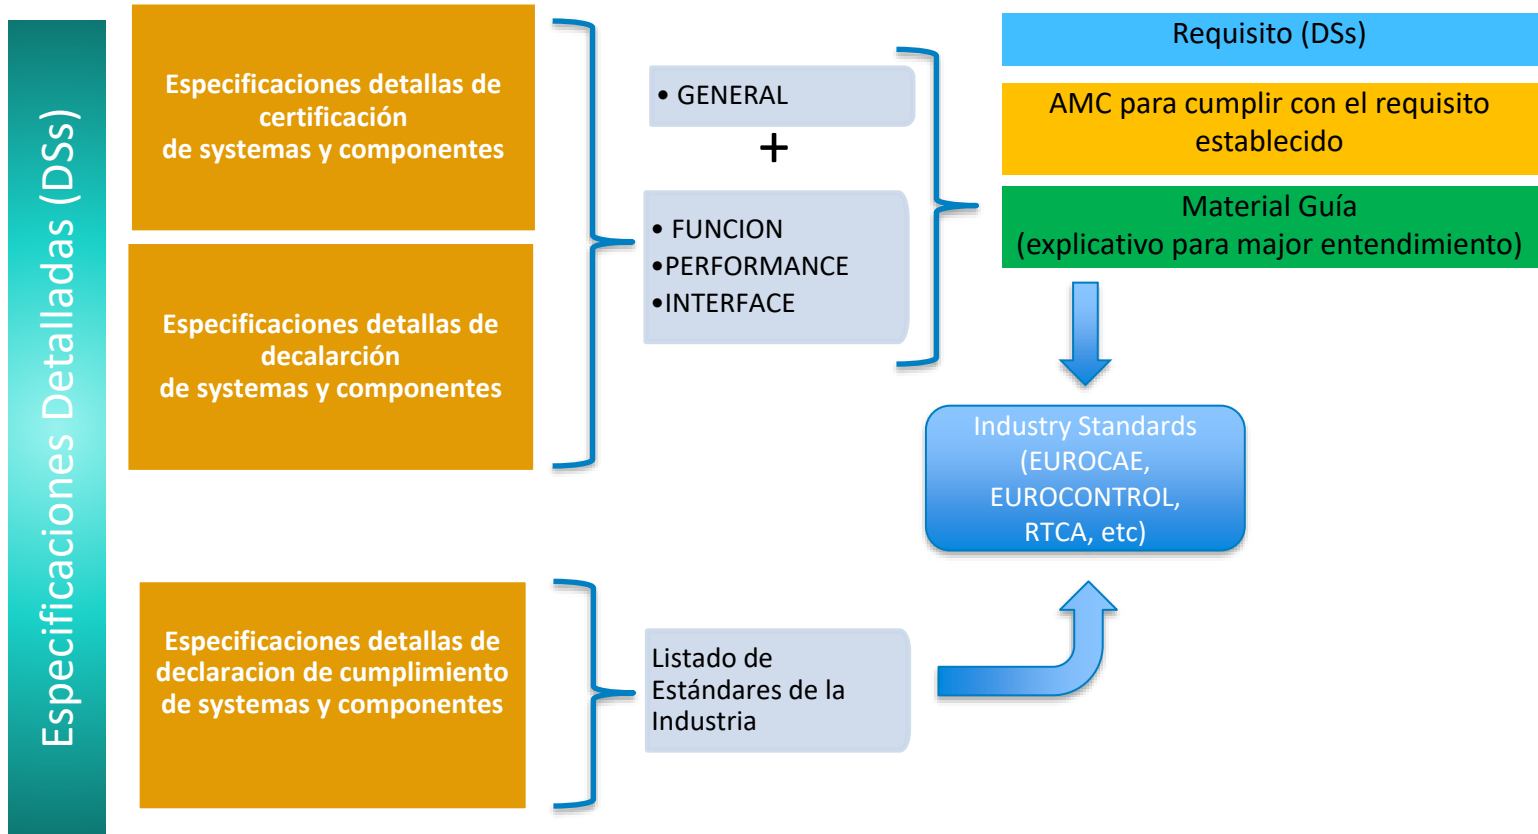 Especificaciones Detalladas (DSs)
Especificaciones detallas de
certificación
de systemas y componentes
Especificaciones detallas de
decalarción
de systemas y componentes
Especificaciones detallas de
declaracion de cumplimiento
de systemas y componentes
• GENERAL
+
• FUNCION
•PERFORMANCE
•INTERFACE
Listado de
Estándares de la
Industria
Requisito (DSs)
AMC para cumplir con el requisito
establecido
Material Guía
(explicativo para major entendimiento)
Industry Standards
(EUROCAE,
EUROCONTROL,
RTCA, etc)